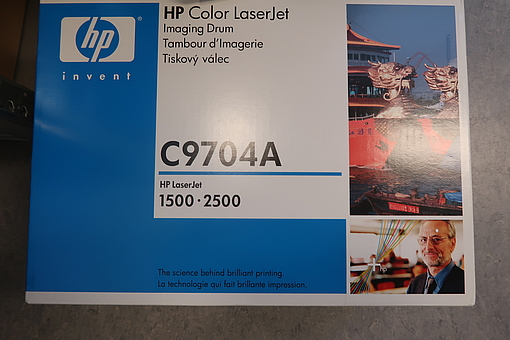 hp
®
invent
HP Color LaserJet
Imaging Drum
Tambour d'Imagerie
Tiskový válec
C9704A
HP LaserJet
1500 · 2500
The science behind brilliant printing.
La technologie qui fait brillante impression.
+
hp